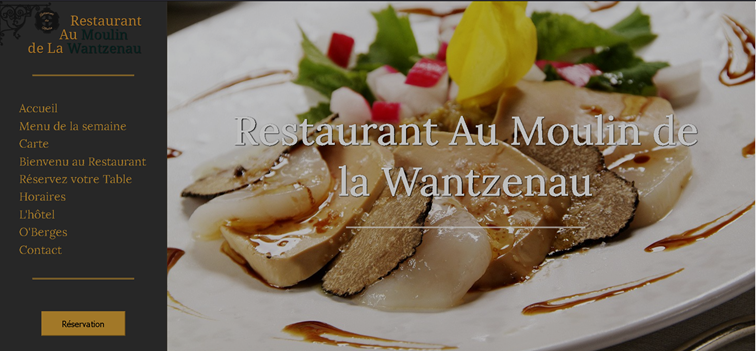 Restaurant
Au Moulin
de La Wantzenau
Accueil
Menu de la semaine
Carte
Bienvenu au Restaurant
Réservez votre Table
Horaires
L'hôtel
O'Berges
Contact
Réservation
Restaurant Au Moulin de
la Wantzenau